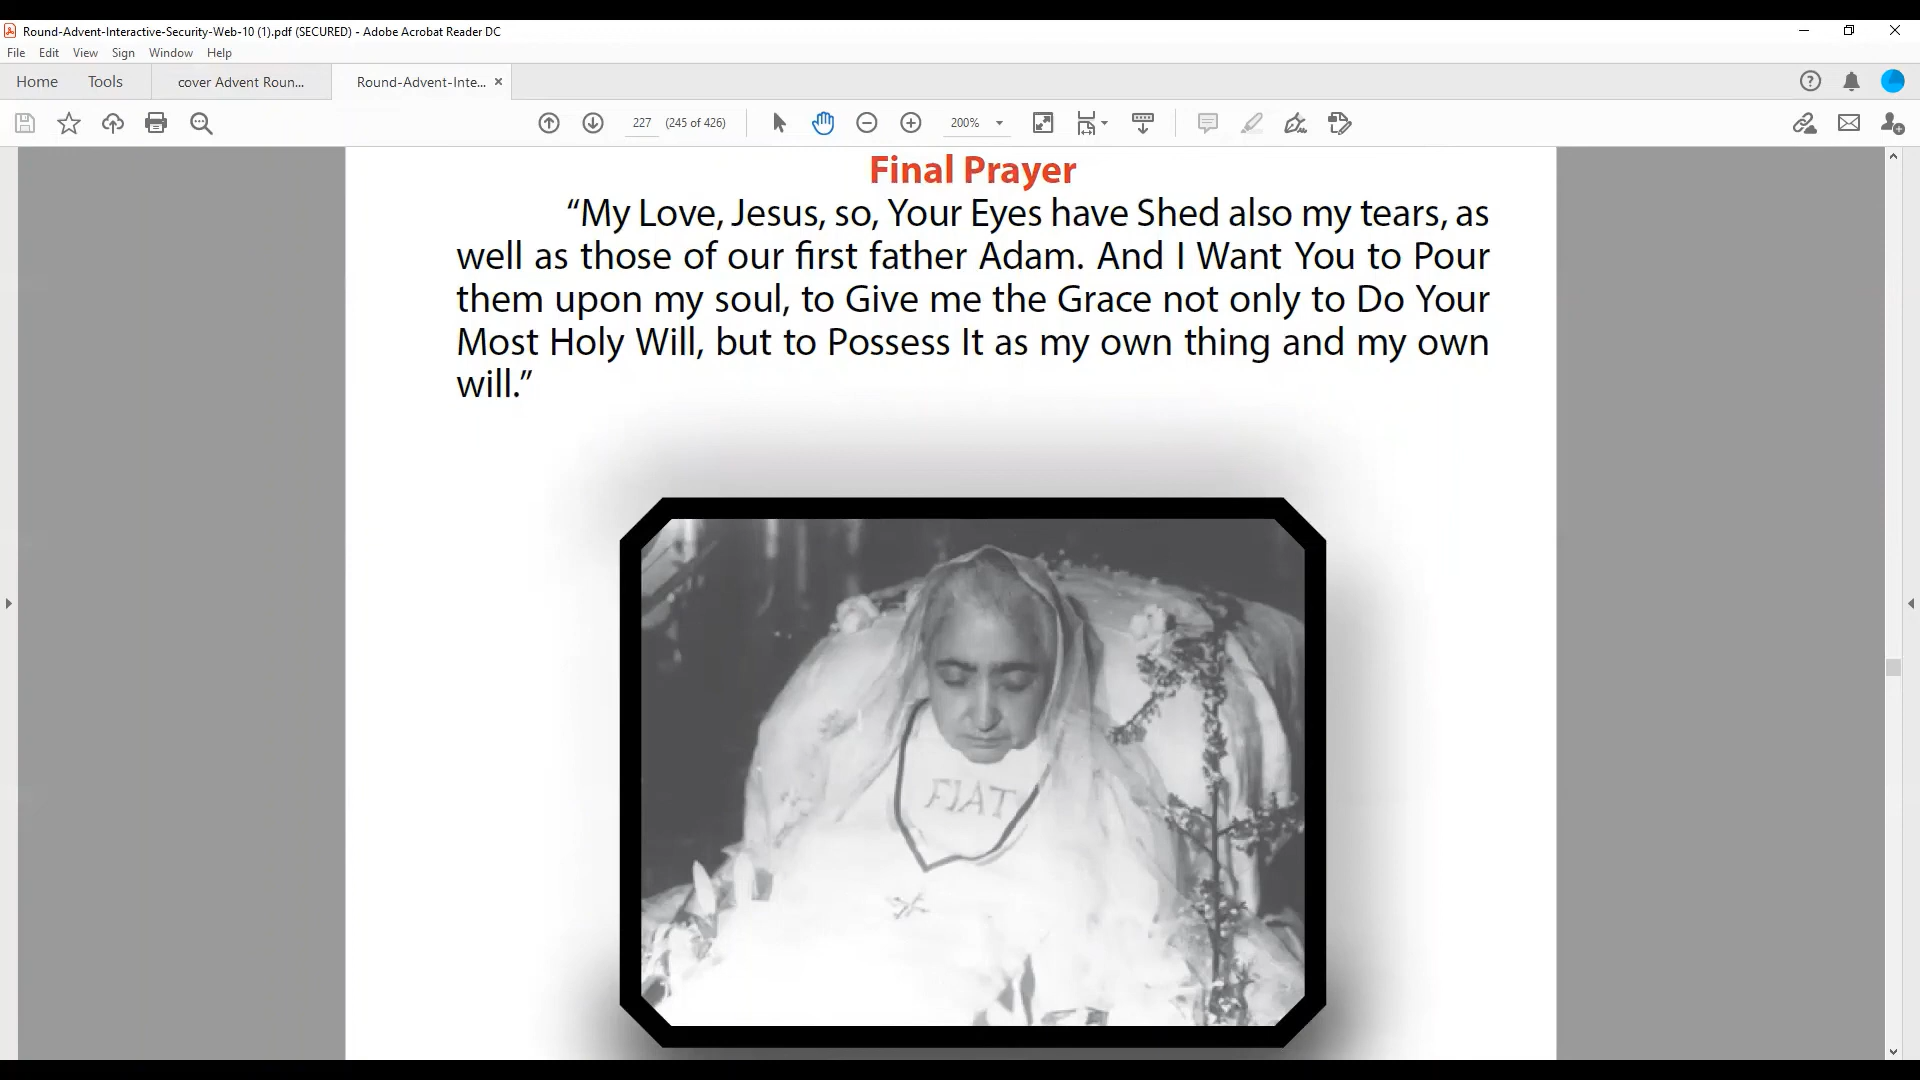 Round-Advent-Interactive-Security-Web-10 (1).pdf (SECURED) - Adobe Acrobat Reader DC
File Edit View Sign Window Help
Home Tools cover Advent Roun... Round-Advent-Inte...
227 (245 of 426) 200%
Final Prayer
“My Love, Jesus, so, Your Eyes have Shed also my tears, as
well as those of our first father Adam. And I Want You to Pour
them upon my soul, to Give me the Grace not only to Do Your
Most Holy Will, but to Possess It as my own thing and my own
will.”
FIAT